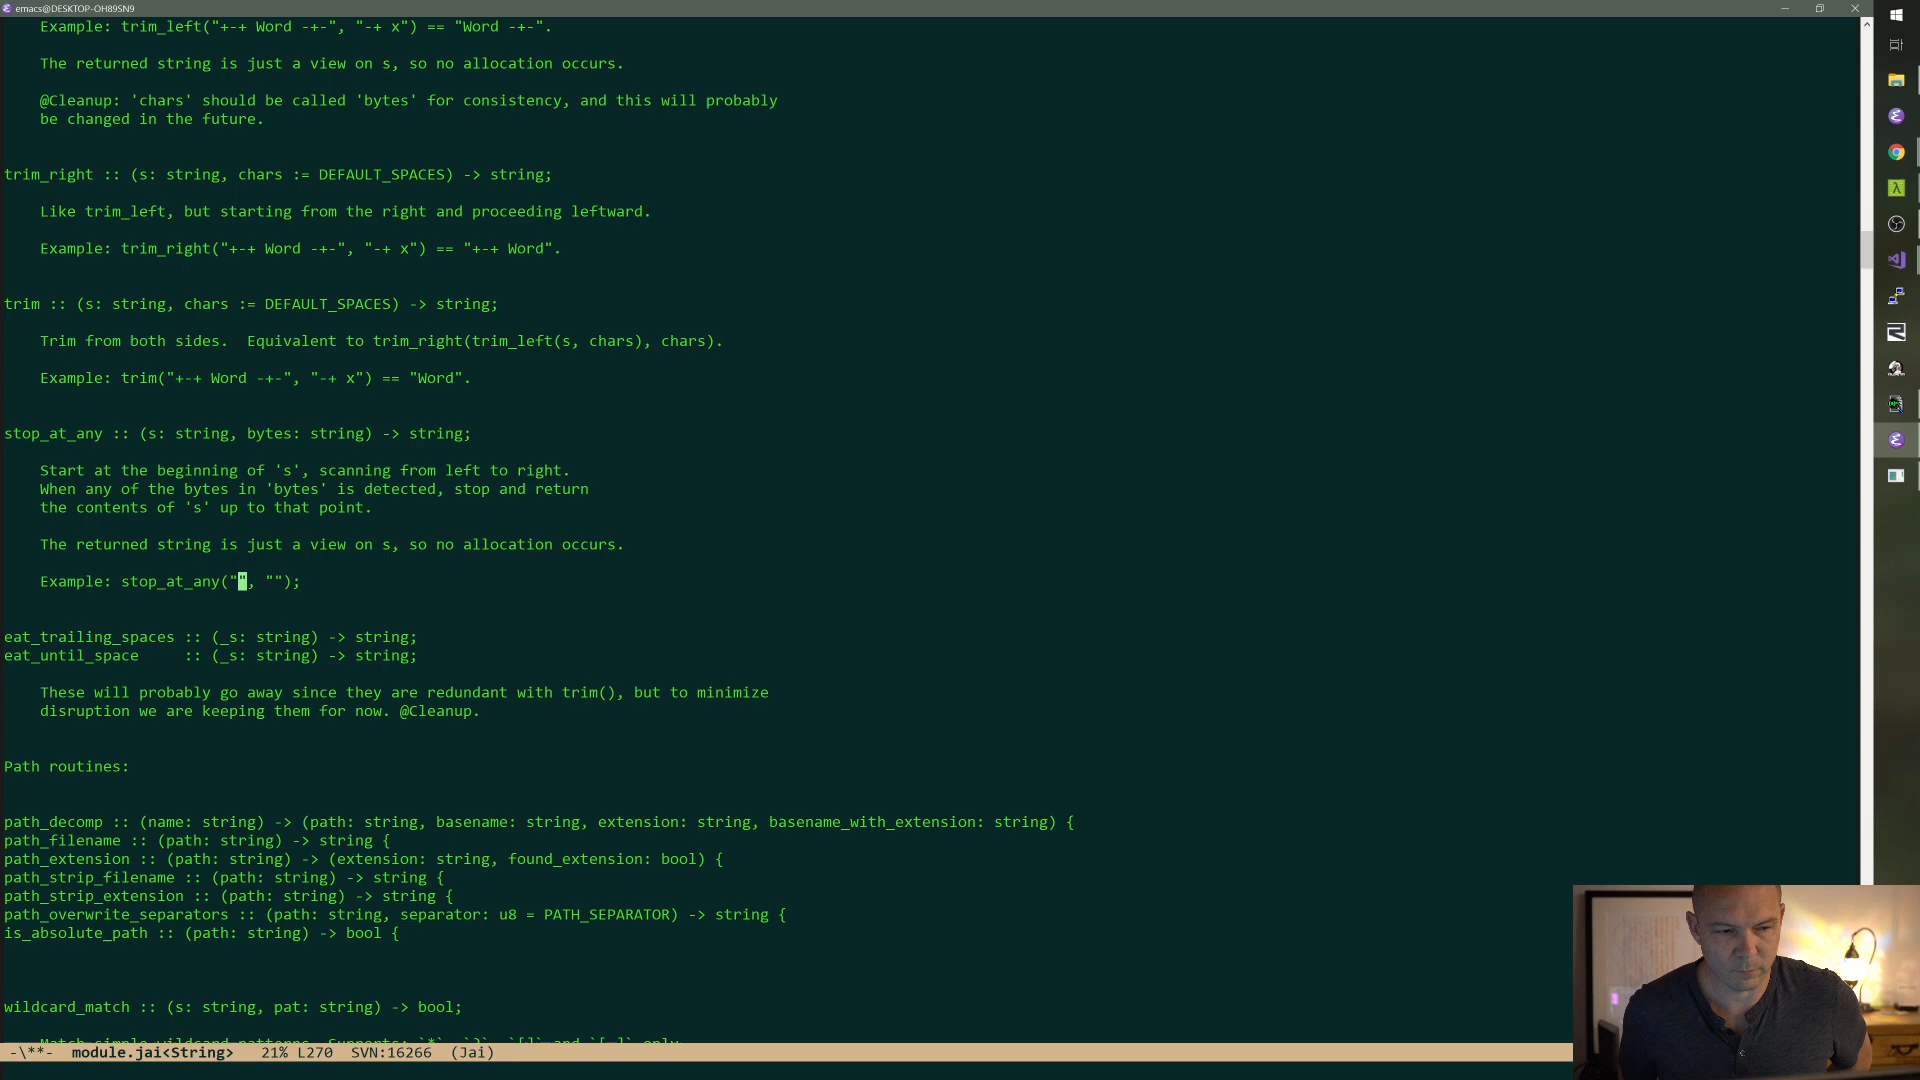 emacs@DESKTOP-OH89SN9
Example: trim_left("+-+ Word -+-", "-+ x") == "Word -+-".
The returned string is just a view on s, so no allocation occurs.
@Cleanup: 'chars' should be called 'bytes' for consistency, and this will probably
be changed in the future.
trim_right :: (s: string, chars := DEFAULT_SPACES) -> string;
Like trim_left, but starting from the right and proceeding leftward.
Example: trim_right("+-+ Word -+-", "-+ x") == "+-+ Word".
trim :: (s: string, chars := DEFAULT_SPACES) -> string;
Trim from both sides.  Equivalent to trim_right(trim_left(s, chars), chars).
Example: trim("+-+ Word -+-", "-+ x") == "Word".
stop_at_any :: (s: string, bytes: string) -> string;
Start at the beginning of 's', scanning from left to right.
When any of the bytes in 'bytes' is detected, stop and return
the contents of 's' up to that point.
The returned string is just a view on s, so no allocation occurs.
Example: stop_at_any("", "");
eat_trailing_spaces :: (_s: string) -> string;
eat_until_space     :: (_s: string) -> string;
These will probably go away since they are redundant with trim(), but to minimize
disruption we are keeping them for now. @Cleanup.
Path routines:
path_decomp :: (name: string) -> (path: string, basename: string, extension: string, basename_with_extension: string) {
path_filename :: (path: string) -> string {
path_extension :: (path: string) -> (extension: string, found_extension: bool) {
path_strip_filename :: (path: string) -> string {
path_strip_extension :: (path: string) -> string {
path_overwrite_separators :: (path: string, separator: u8 = PATH_SEPARATOR) -> string {
is_absolute_path :: (path: string) -> bool {
wildcard_match :: (s: string, pat: string) -> bool;
Match simple wildcard patterns. Supports: `*`, `?`, `[]` and
-\**-  module.jai<String>   21% L270  SVN:16266  (Jai)